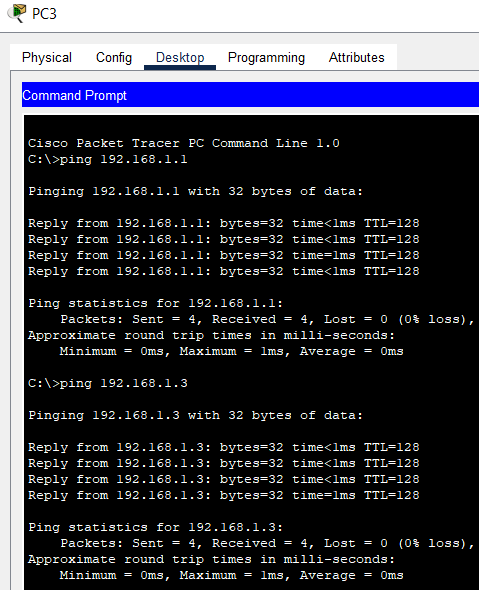 PC3
Physical Config Desktop Programming Attributes
Command Prompt
Cisco Packet Tracer PC Command Line 1.0
C:\>ping 192.168.1.1
Pinging 192.168.1.1 with 32 bytes of data:
Reply from 192.168.1.1: bytes=32 time<1ms TTL=128
Reply from 192.168.1.1: bytes=32 time<1ms TTL=128
Reply from 192.168.1.1: bytes=32 time=1ms TTL=128
Reply from 192.168.1.1: bytes=32 time<1ms TTL=128
Ping statistics for 192.168.1.1:
Packets: Sent = 4, Received = 4, Lost = 0 (0% loss),
Approximate round trip times in milli-seconds:
Minimum = 0ms, Maximum = 1ms, Average = 0ms
C:\>ping 192.168.1.3
Pinging 192.168.1.3 with 32 bytes of data:
Reply from 192.168.1.3: bytes=32 time<1ms TTL=128
Reply from 192.168.1.3: bytes=32 time<1ms TTL=128
Reply from 192.168.1.3: bytes=32 time<1ms TTL=128
Reply from 192.168.1.3: bytes=32 time=1ms TTL=128
Ping statistics for 192.168.1.3:
Packets: Sent = 4, Received = 4, Lost = 0 (0% loss),
Approximate round trip times in milli-seconds:
Minimum = 0ms, Maximum = 1ms, Average = 0ms